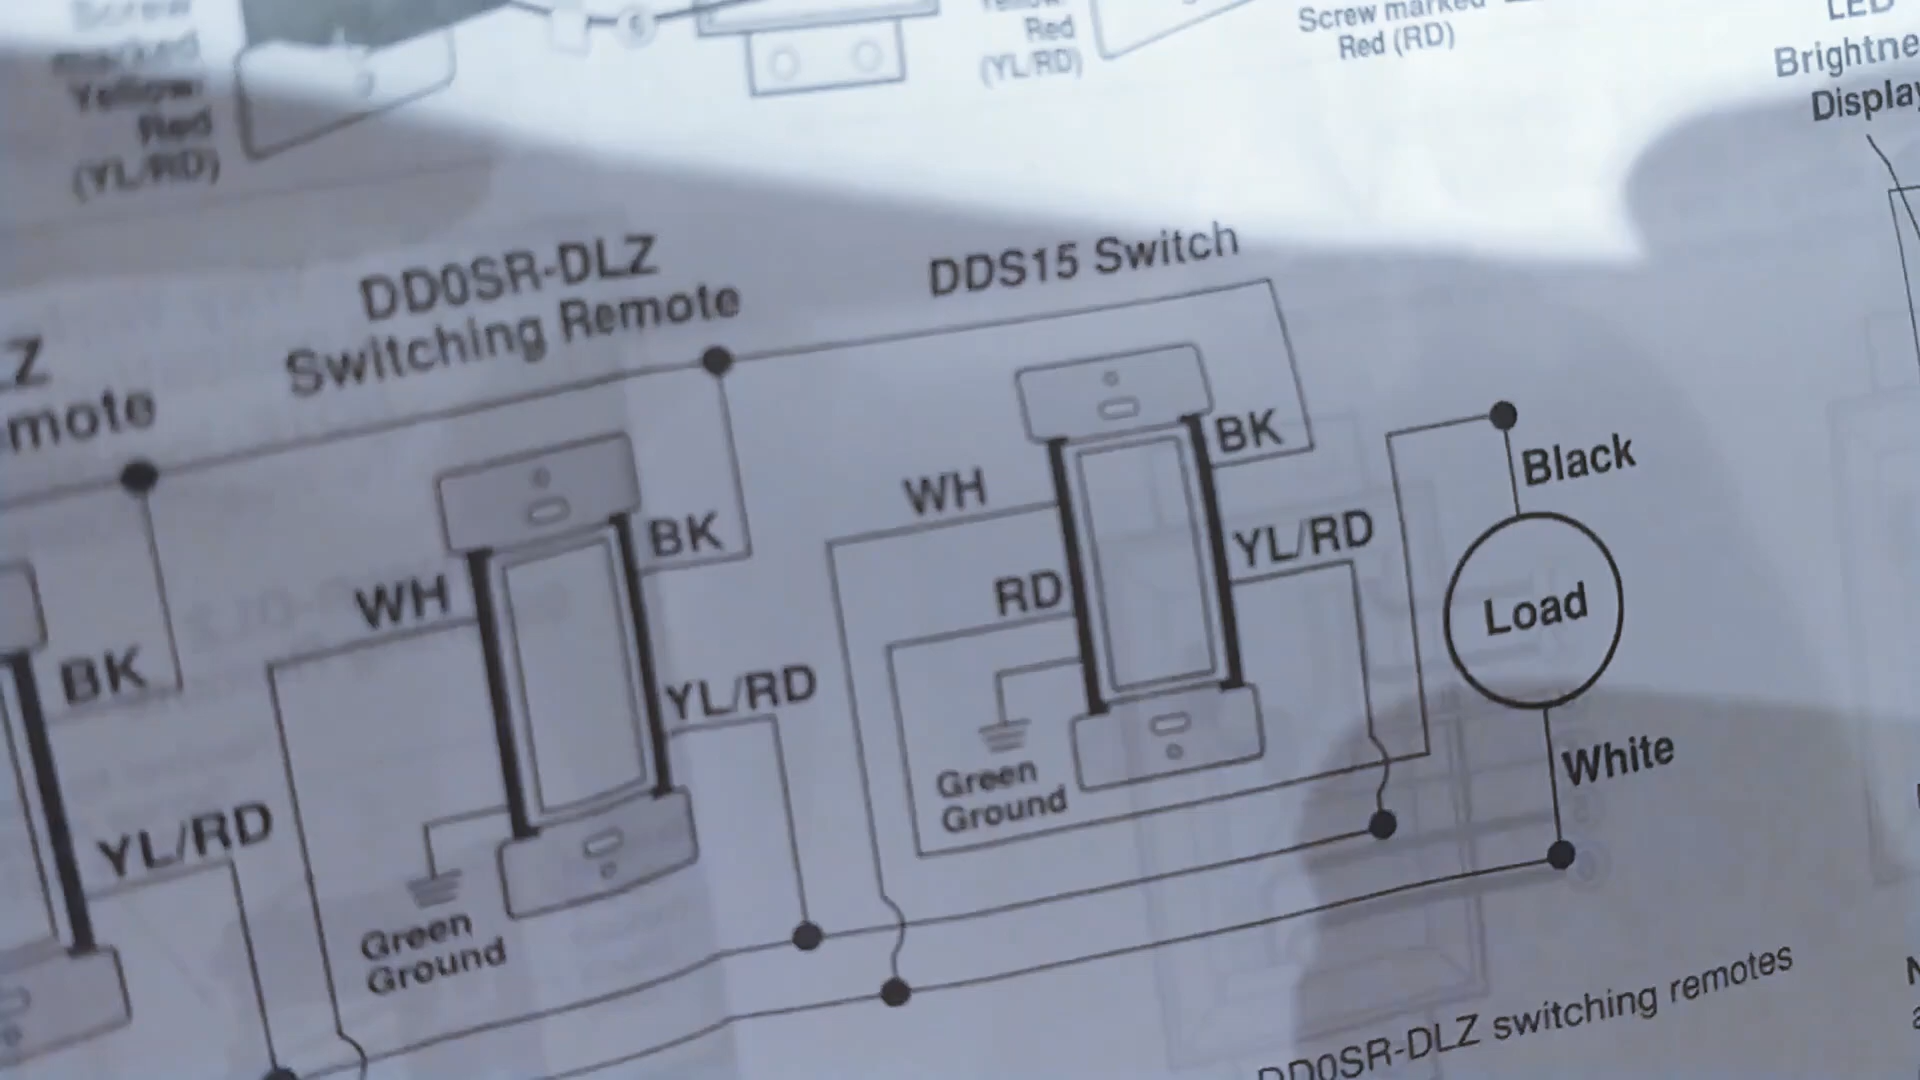 Screw
marked
Yellow
Red
(YL/RD)
Red
(YL/RD)
Screw marked
Red (RD)
LED
Brightne
Display
Z
mote
DD0SR-DLZ
Switching Remote
DDS15 Switch
BK
YL/RD
WH
BK
YL/RD
Green
Ground
WH
BK
RD
YL/RD
Green
Ground
Black
Load
White
DD0SR-DLZ switching remotes